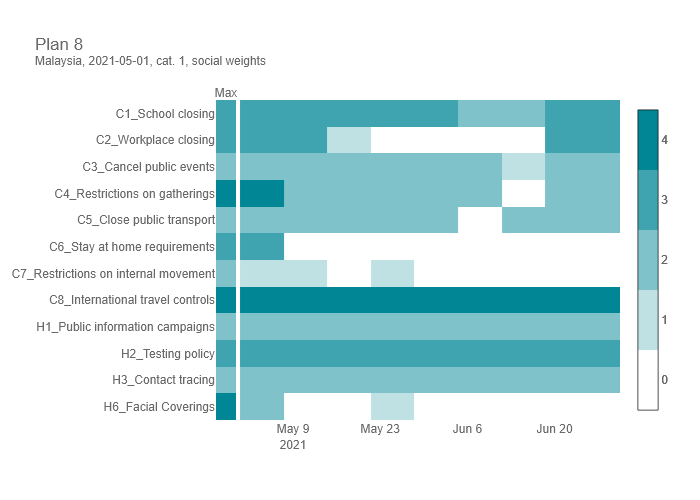 Plan 8
Malaysia, 2021-05-01, cat. 1, social weights
Max
C1_School closing
C2_Workplace closing
C3_Cancel public events
C4_Restrictions on gatherings
C5_Close public transport
C6_Stay at home requirements
C7_Restrictions on internal movement
C8_International travel controls
H1_Public information campaigns
H2_Testing policy
H3_Contact tracing
H6_Facial Coverings
May 9 May 23 Jun 6 Jun 20
2021
4
3
2
1
0